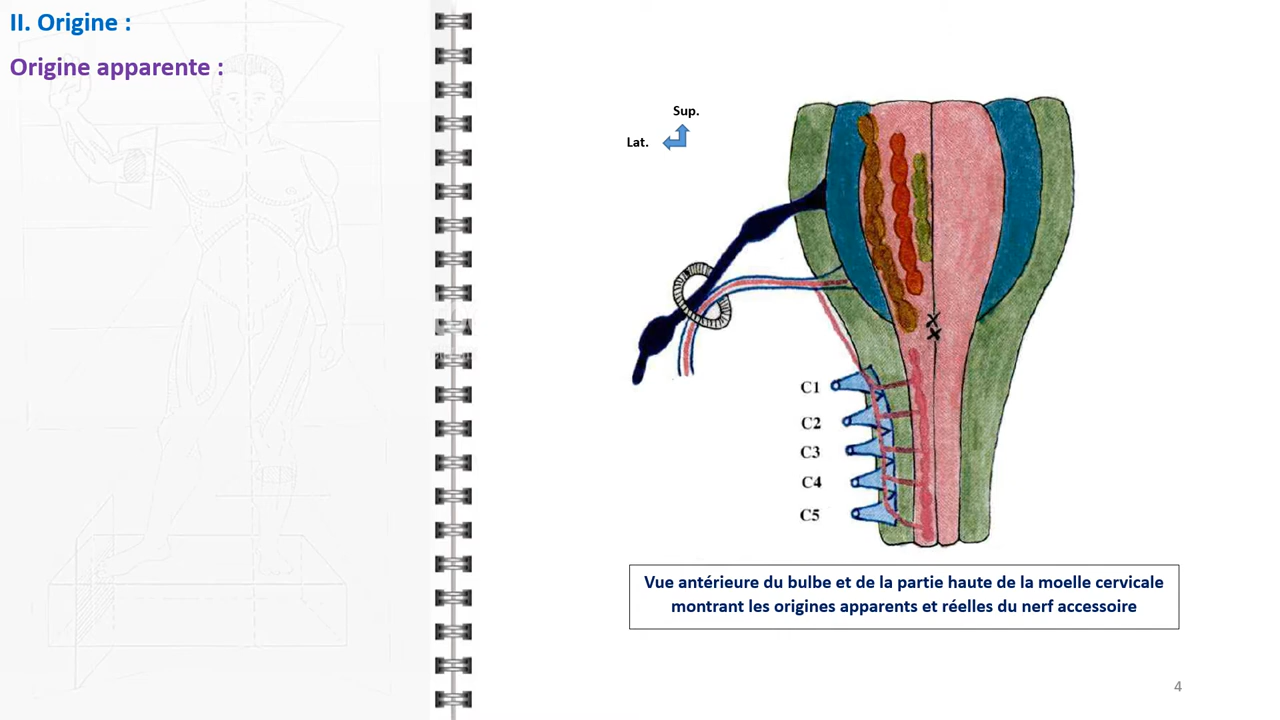 II. Origine :
Origine apparente :
Sup.
Lat.
C1
C2
C3
C4
C5
Vue antérieure du bulbe et de la partie haute de la moelle cervicale
montrant les origines apparents et réelles du nerf accessoire
4